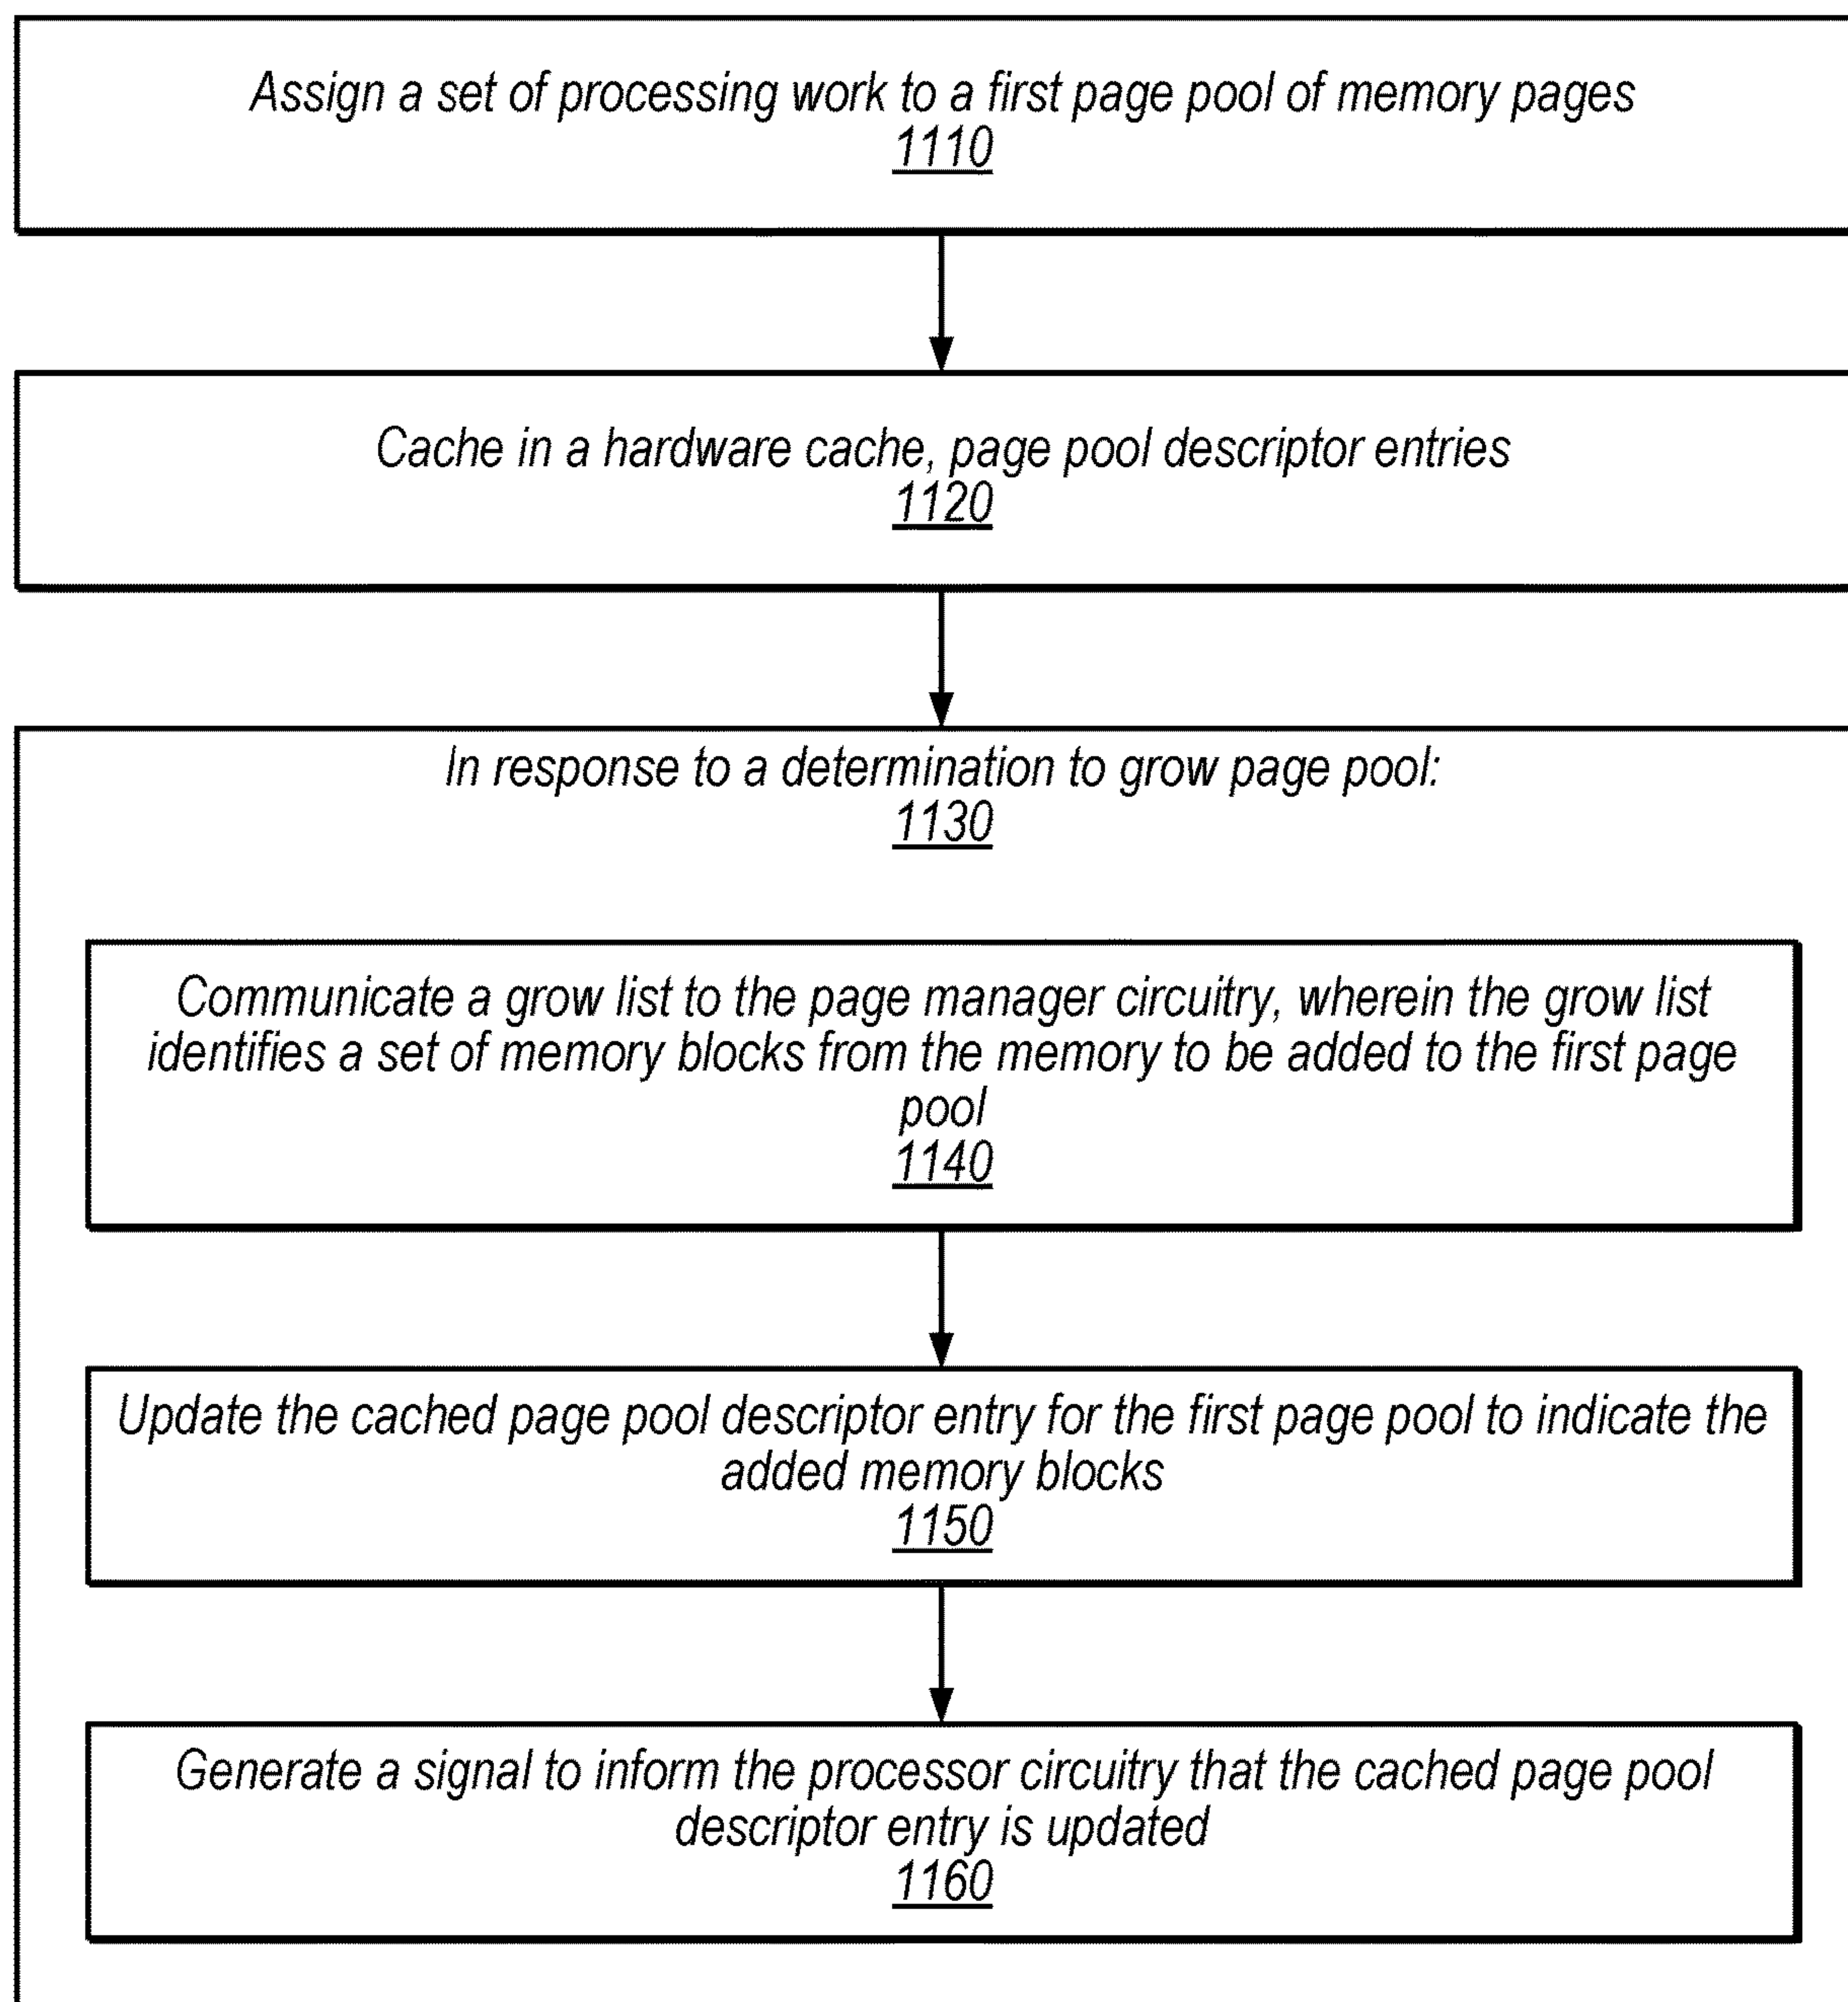 Assign a set of processing work to a first page pool of memory pages
1110
Cache in a hardware cache, page pool descriptor entries
1120
In response to a determination to grow page pool:
1130
Communicate a grow list to the page manager circuitry, wherein the grow list
identifies a set of memory blocks from the memory to be added to the first page
pool
1140
Update the cached page pool descriptor entry for the first page pool to indicate the
added memory blocks
1150
Generate a signal to inform the processor circuitry that the cached page pool
descriptor entry is updated
1160